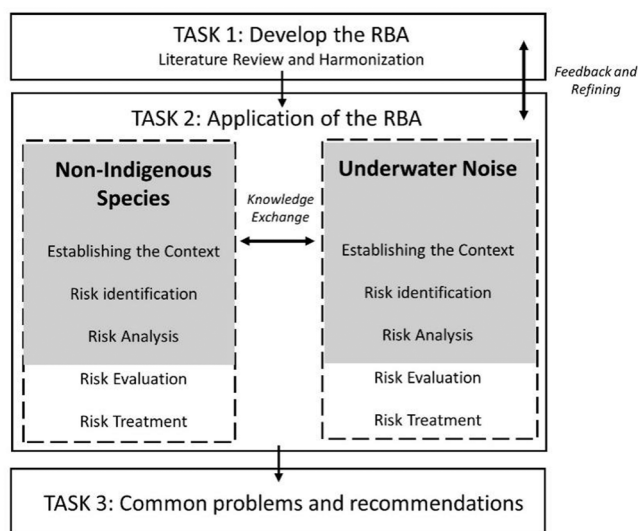 TASK 1: Develop the RBA
Literature Review and Harmonization
Feedback and
Refining
TASK 2: Application of the RBA
Non-Indigenous
Species
Establishing the Context
Risk identification
Risk Analysis
Risk Evaluation
Risk Treatment
Knowledge
Exchange
Underwater Noise
Establishing the Context
Risk identification
Risk Analysis
Risk Evaluation
Risk Treatment
TASK 3: Common problems and recommendations